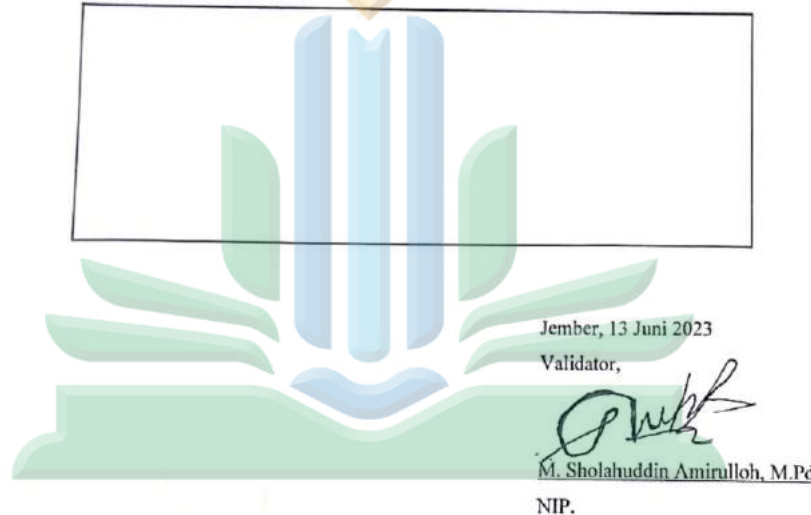 Jember, 13 Juni 2023
Validator,
M. Sholahuddin Amirulloh, M.Pd
NIP.